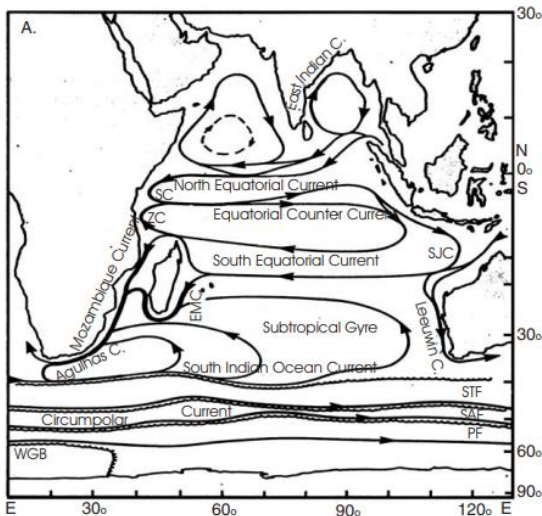 A.
30o
East Indian C.
N
0o
S
North Equatorial Current
SC
ZC
Equatorial Counter Current
Mozambique Current
South Equatorial Current
SJC
EMC
Leeuwin C.
Subtropical Gyre
30o
Agulhas C.
South Indian Ocean Current
STF
Circumpolar
Current
SAF
PF
WGB
60o
90o
E
30o
60o
90o
120o
E